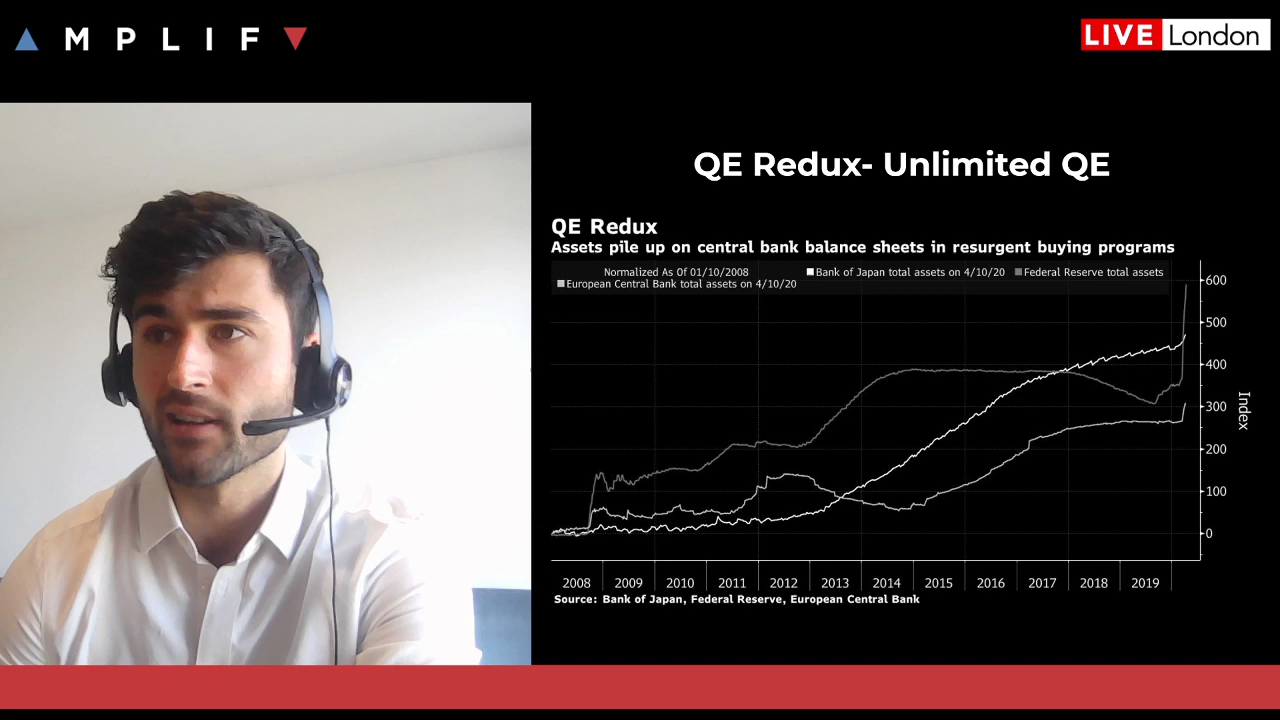 MPLIF
LIVE London
QE Redux- Unlimited QE
QE Redux
Assets pile up on central bank balance sheets in resurgent buying programs
Normalized As Of 01/10/2008 Bank of Japan total assets on 4/10/20 Federal Reserve total assets
European Central Bank total assets on 4/10/20
600
500
400
300
200
100
0
Index
2008 2009 2010 2011 2012 2013 2014 2015 2016 2017 2018 2019
Source: Bank of Japan, Federal Reserve, European Central Bank